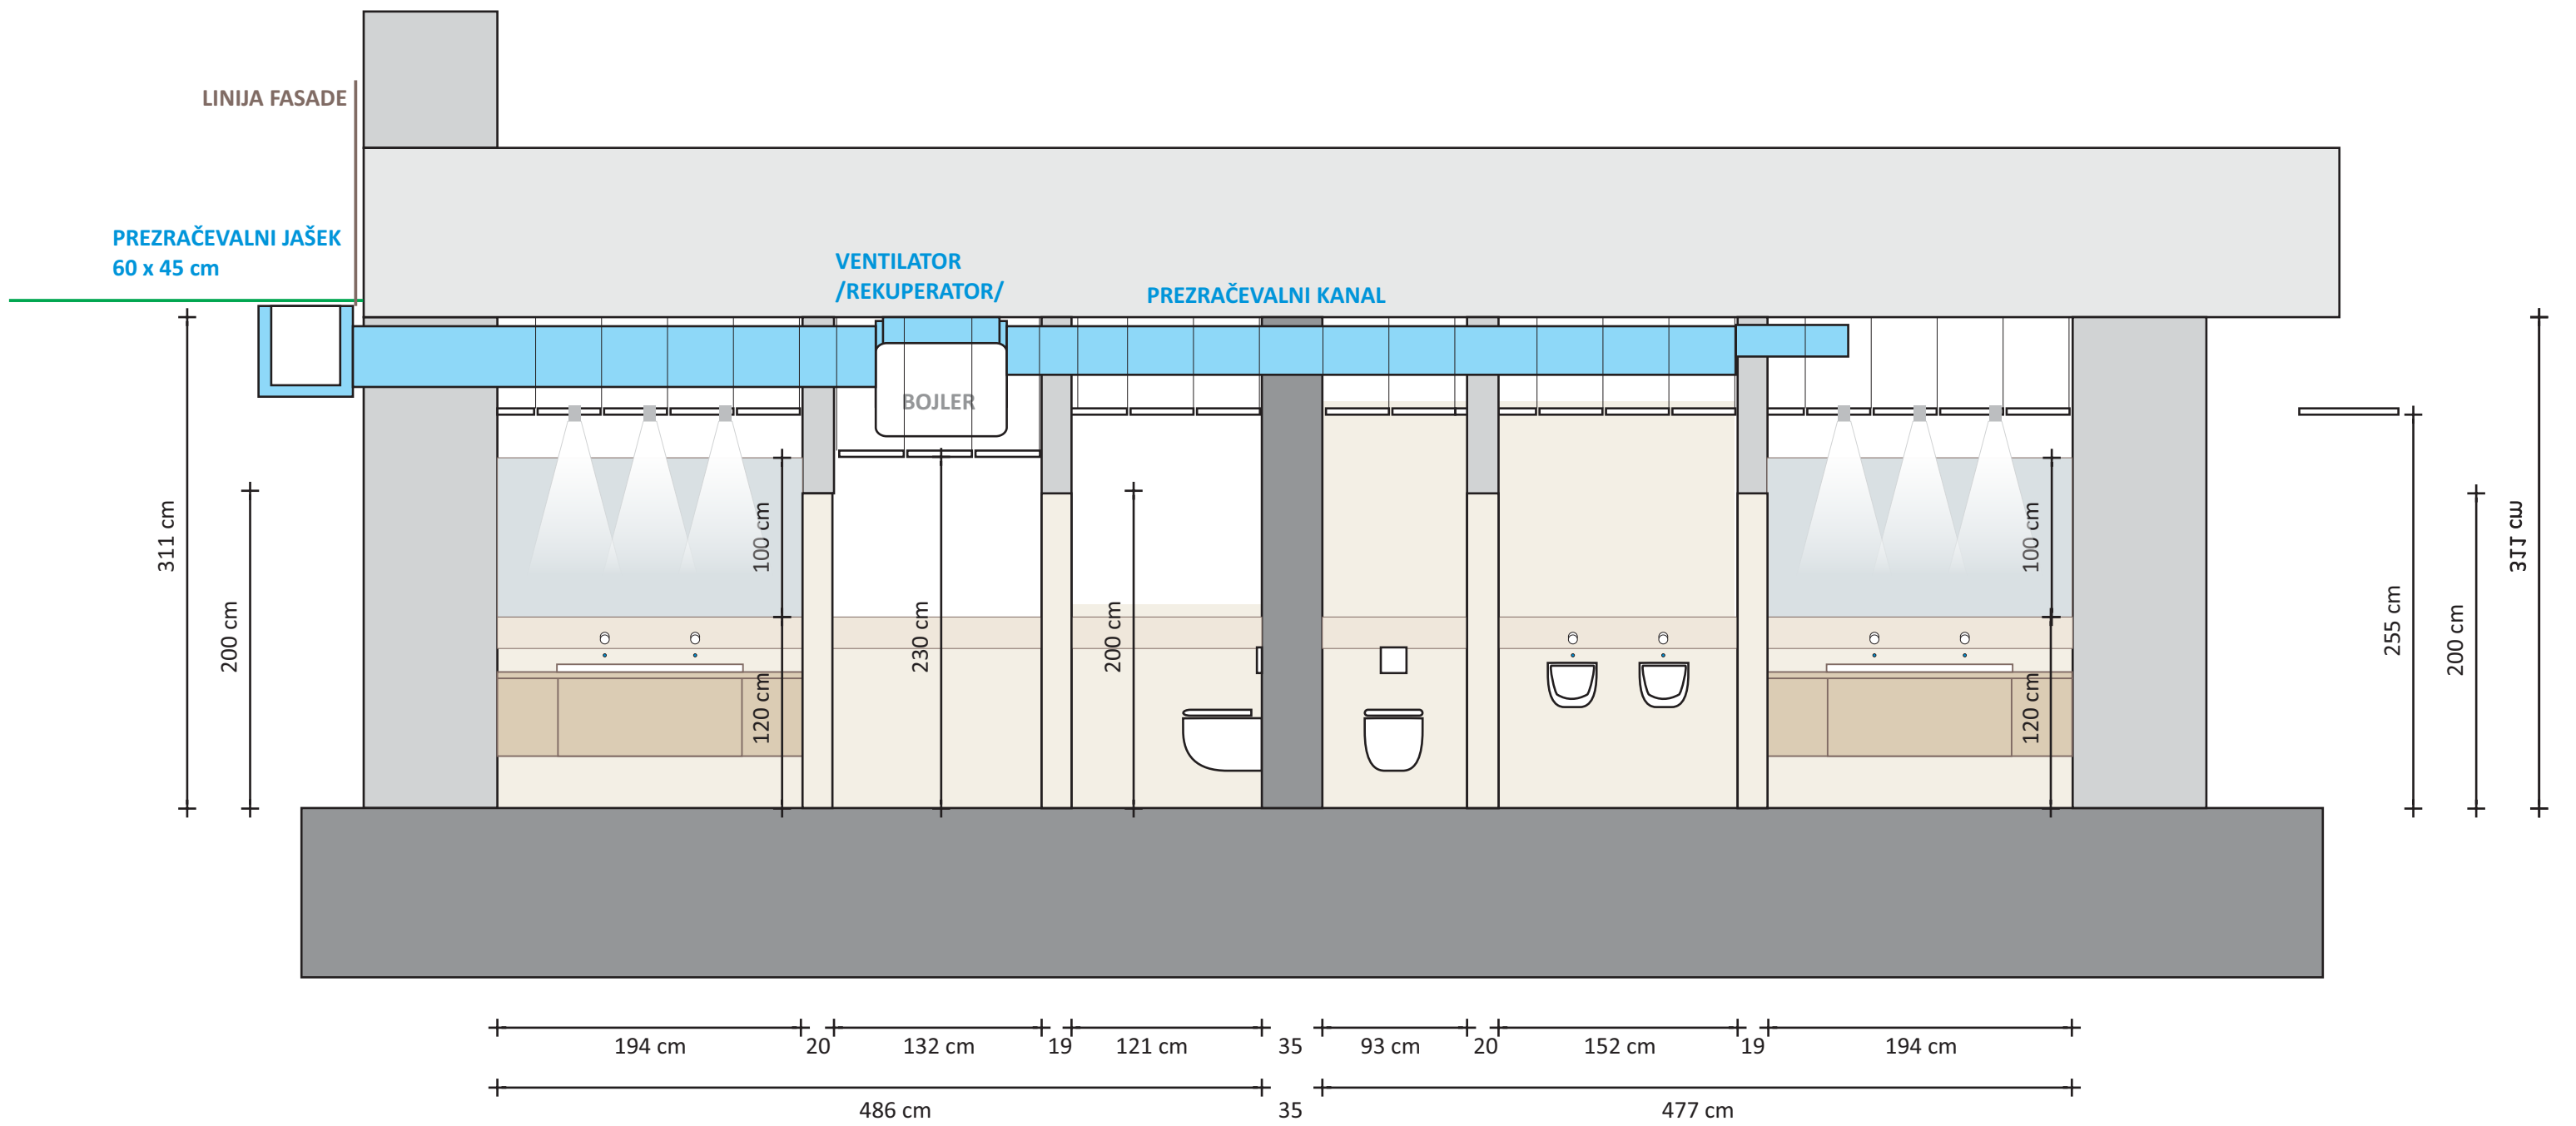 LINIJA FASADE
PREZRAČEVALNI JAŠEK
60 x 45 cm
VENTILATOR
/REKUPERATOR/
PREZRAČEVALNI KANAL
BOJLER
311 cm
200 cm
100 cm
120 cm
230 cm
200 cm
100 cm
120 cm
255 cm
200 cm
311 cm
194 cm
20
132 cm
19
121 cm
35
93 cm
20
152 cm
19
194 cm
486 cm
35
477 cm